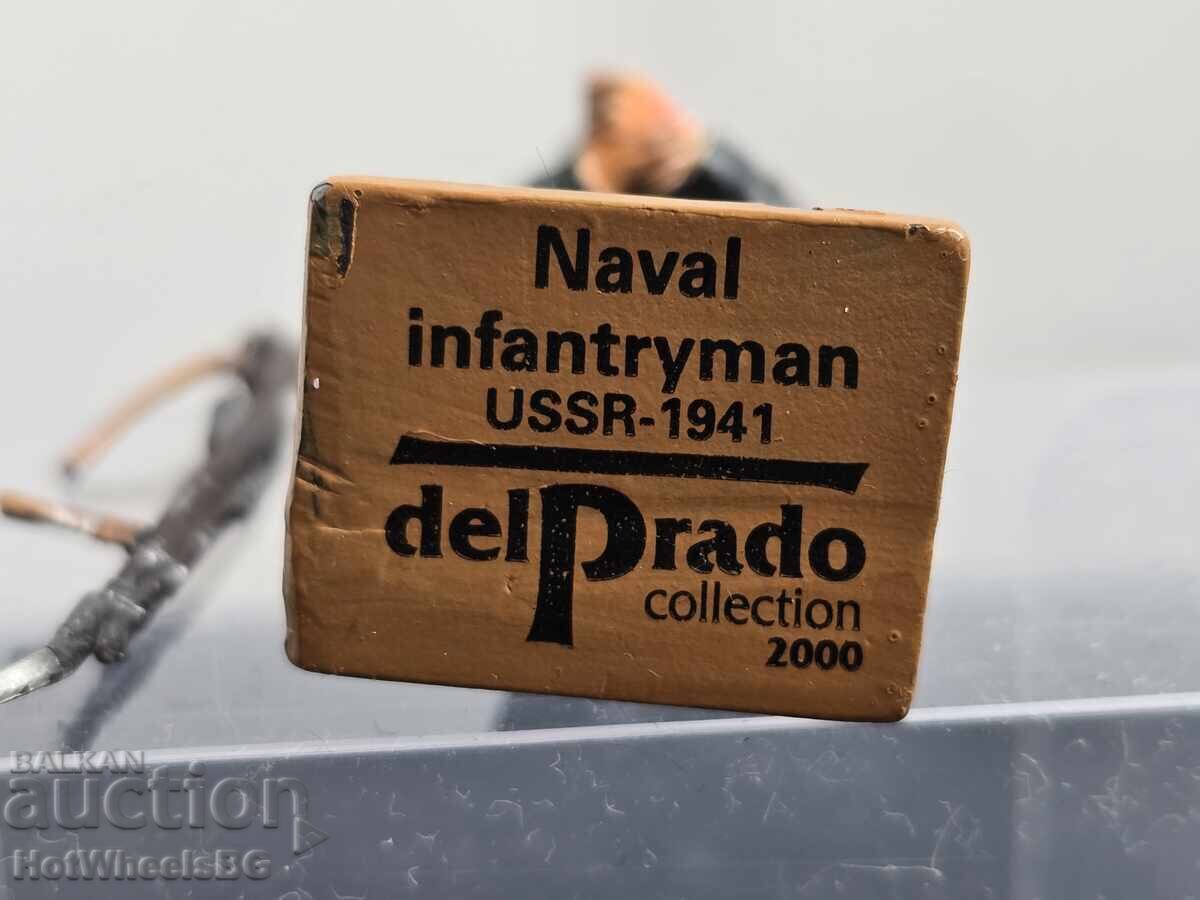 Naval
infantryman
USSR-1941
delPrado
collection
2000
BALKAN
auction
HotWheelsBG